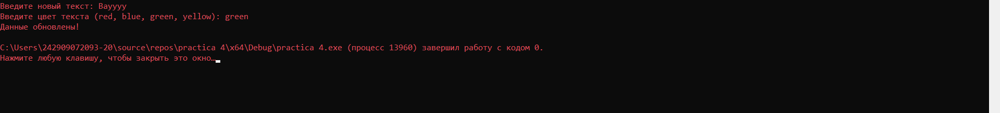 Введите новый текст: Bayyyy
Введите цвет текста (red, blue, green, yellow): green
Данные обновлены!
C:\Users\242909072093-20\source\repos\practica 4\x64\Debug\practica 4.exe (процесс 13960) завершил работу с кодом 0.
Нажмите любую клавишу, чтобы закрыть это окно…